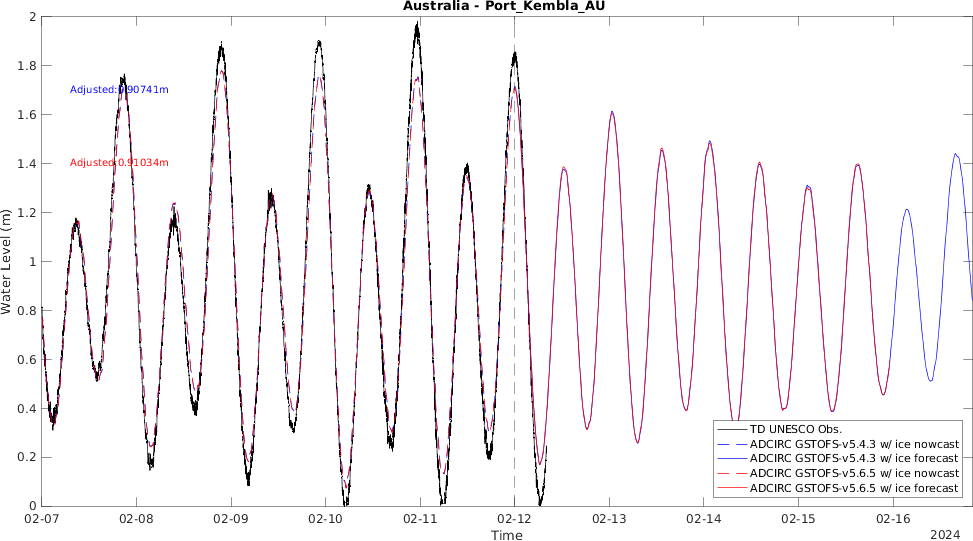 Australia - Port_Kembla_AU
2
1.8
1.6
1.4
1.2
1
0.8
0.6
0.4
0.2
0
Water Level (m)
Adjusted:0.90741m
Adjusted:0.91034m
TD UNESCO Obs.
ADCIRC GSTOFS-v5.4.3 w/ ice nowcast
ADCIRC GSTOFS-v5.4.3 w/ ice forecast
ADCIRC GSTOFS-v5.6.5 w/ ice nowcast
ADCIRC GSTOFS-v5.6.5 w/ ice forecast
02-07 02-08 02-09 02-10 02-11 02-12 02-13 02-14 02-15 02-16
Time
2024